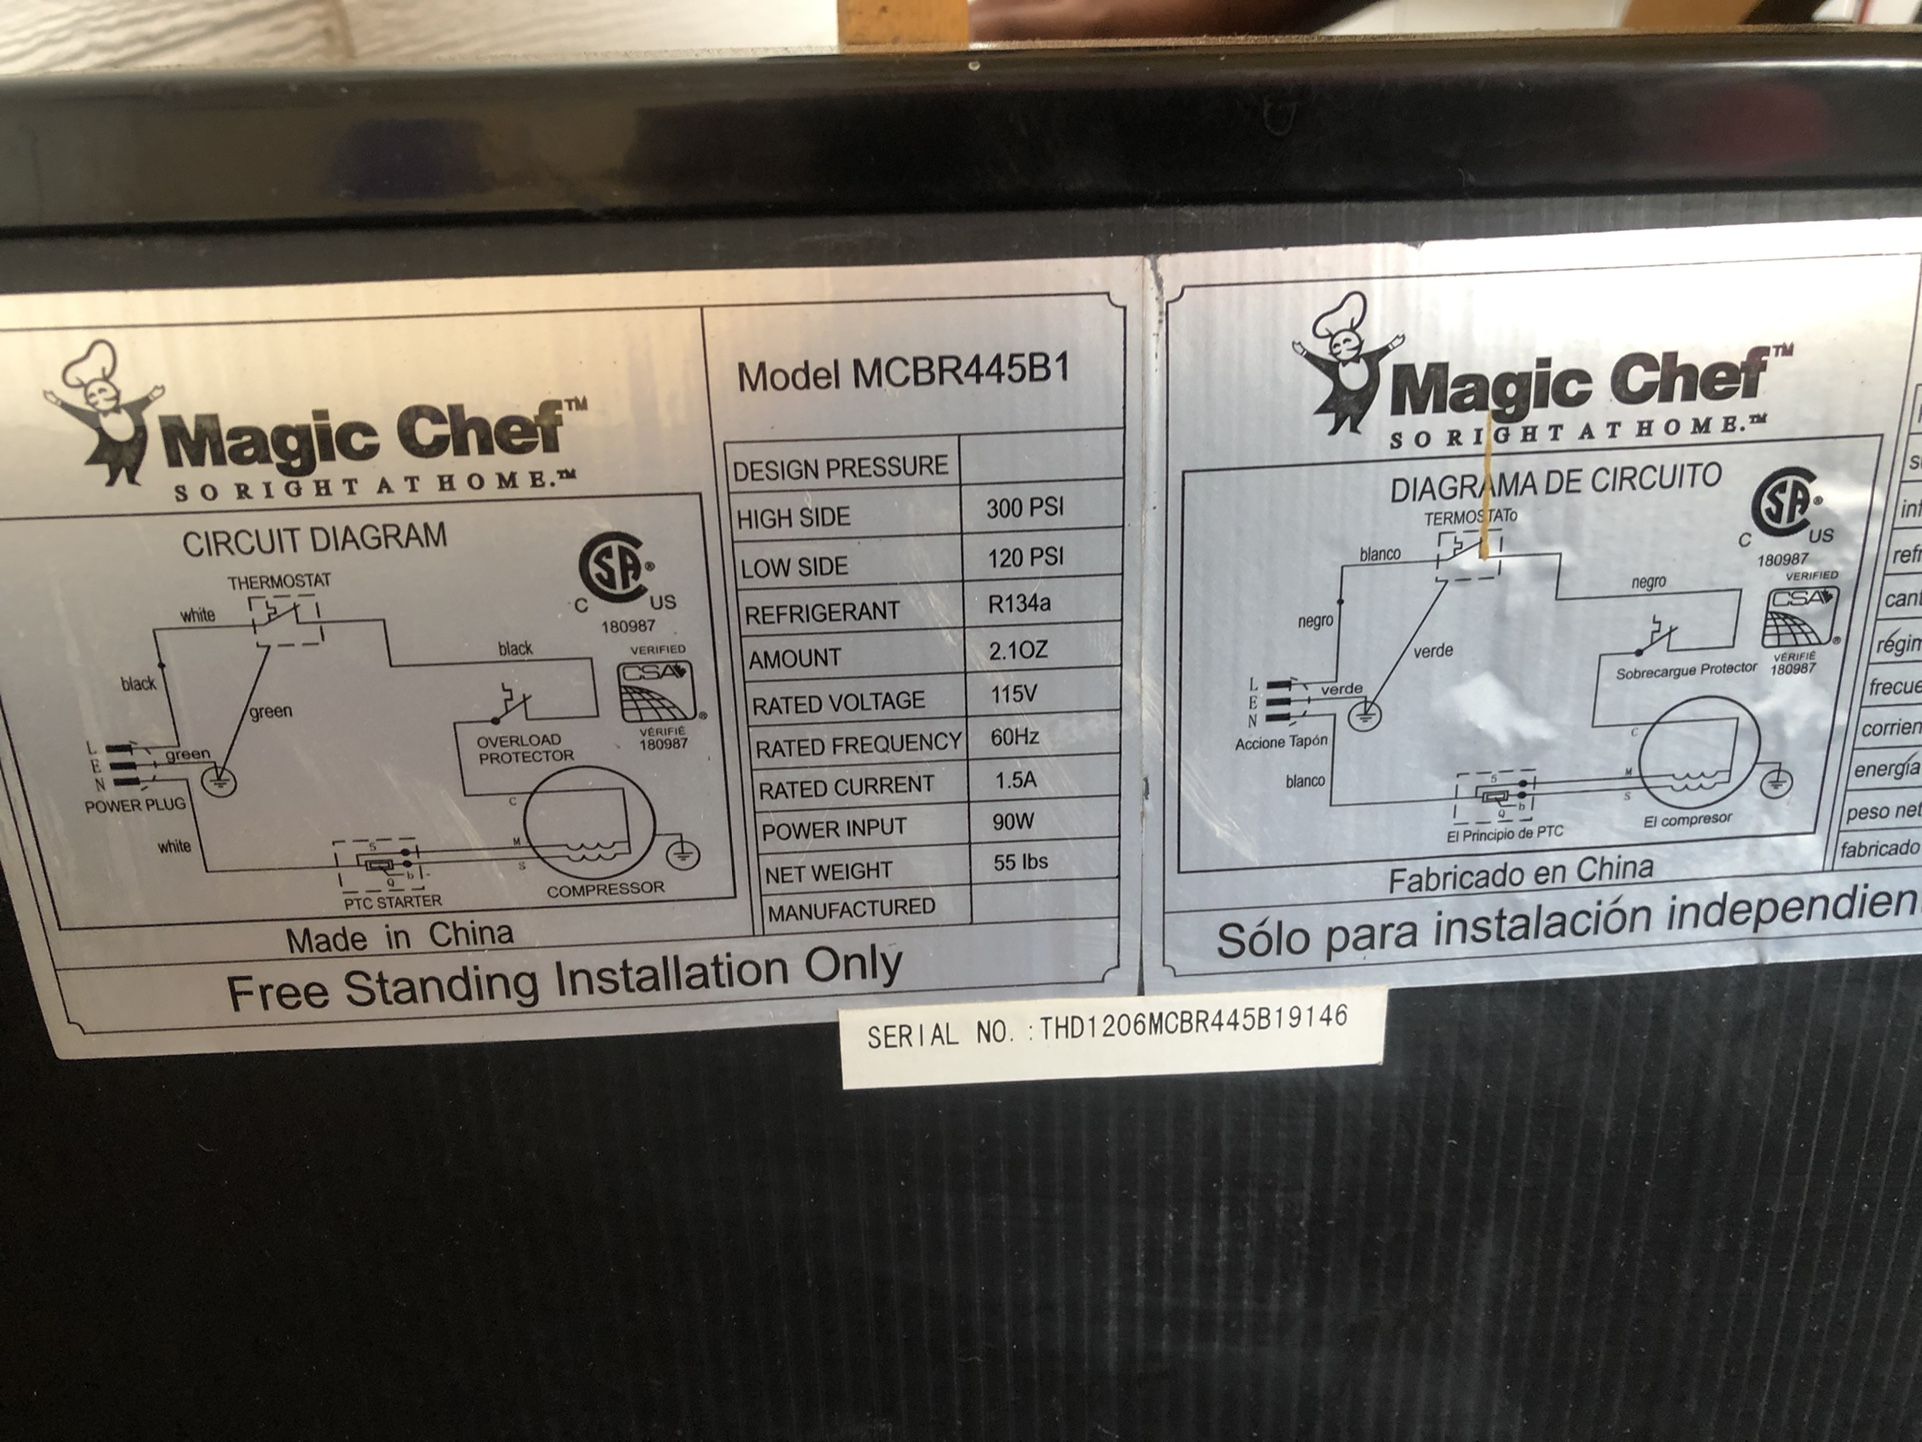 Magic Chef™
SO RIGHT AT HOME.™
CIRCUIT DIAGRAM
THERMOSTAT
white
black
black
green
L
E
N
green
POWER PLUG
white
OVERLOAD
PROTECTOR
C
M
S
S
Q
b
PTC STARTER
COMPRESSOR
SA®
C US
180987
VERIFIED
CSA
®
VÉRIFIÉ
180987
Made in China
Free Standing Installation Only
Model MCBR445B1
DESIGN PRESSURE
HIGH SIDE 300 PSI
LOW SIDE 120 PSI
REFRIGERANT R134a
AMOUNT 2.1OZ
RATED VOLTAGE 115V
RATED FREQUENCY 60Hz
RATED CURRENT 1.5A
POWER INPUT 90W
NET WEIGHT 55 lbs
MANUFACTURED
SERIAL NO.:THD1206MCBR445B19146
Magic Chef™
SO RIGHT AT HOME.™
DIAGRAMA DE CIRCUITO
TERMOSTATo
blanco
negro
negro
verde
L
E
N
verde
Accione Tapón
blanco
Sobrecargue Protector
C
M
S
S
Q
b
El Principio de PTC
El compresor
SA®
C US
180987
VERIFIED
CSA
®
VÉRIFIÉ
180987
Fabricado en China
Sólo para instalación independien
refr
cant
régim
frecue
corrien
energía
peso net
fabricado